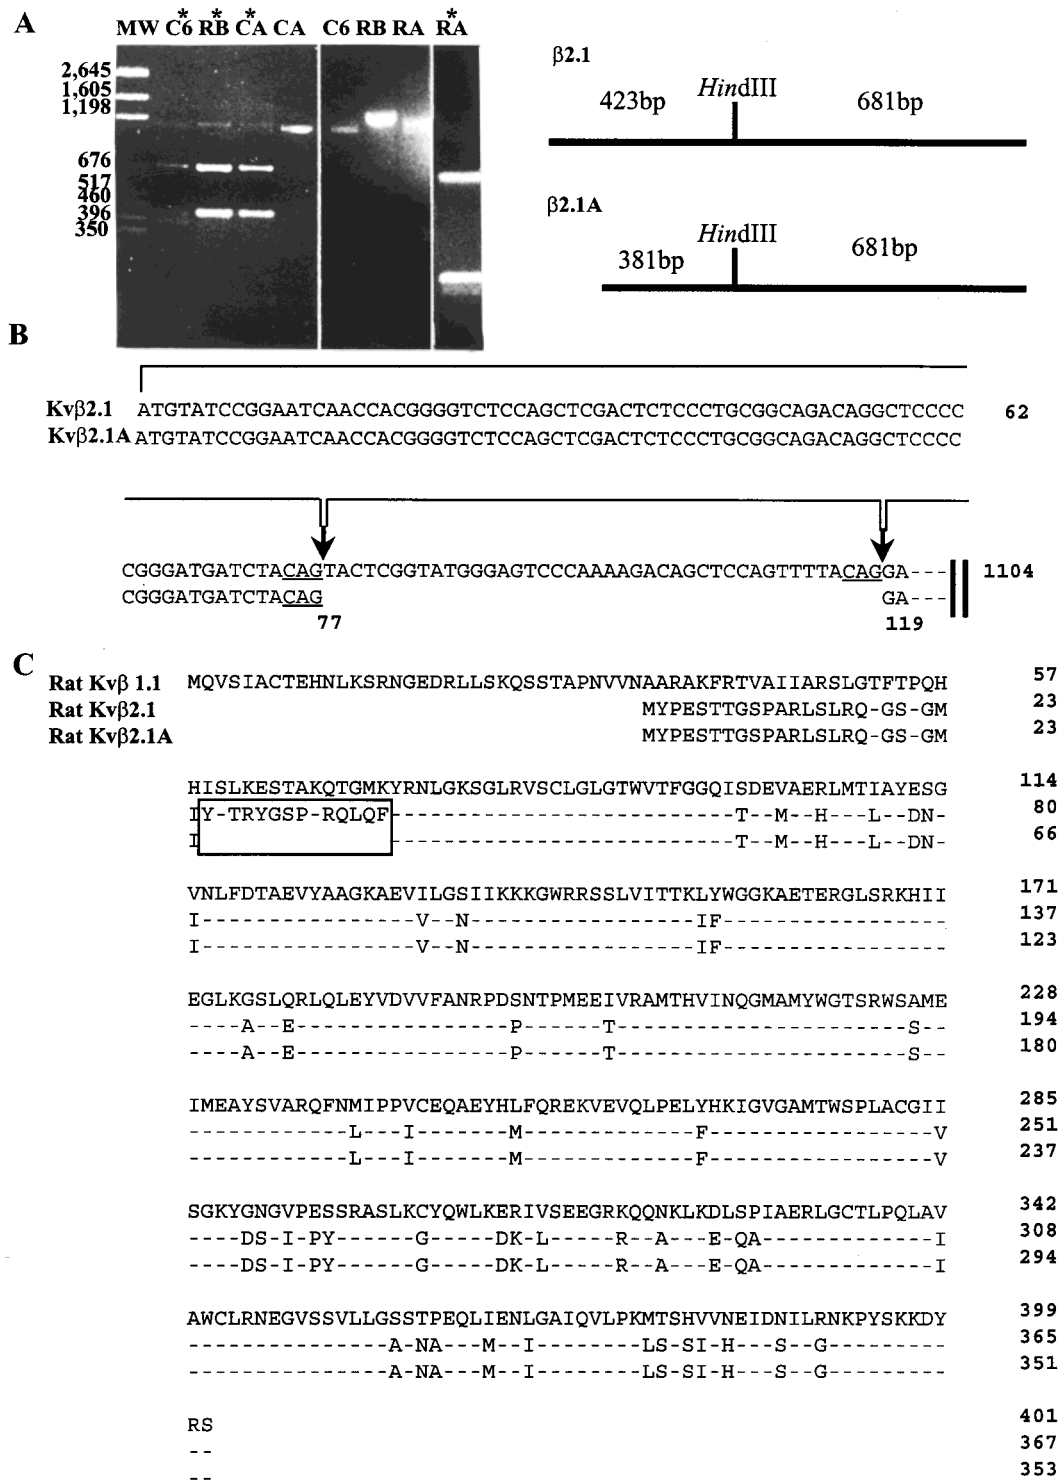 A
* * * *
MW C6 RB CA CA C6 RB RA RA
2,645
1,605
1,198
676
517
460
396
350
β2.1
423bp HindIII 681bp
β2.1A
381bp HindIII 681bp
B
Kvβ2.1 ATGTATCCGGAATCAACCACGGGGTCTCCAGCTCGACTCTCCCTGCGGCAGACAGGCTCCCC 62
Kvβ2.1A ATGTATCCGGAATCAACCACGGGGTCTCCAGCTCGACTCTCCCTGCGGCAGACAGGCTCCCC
CGGGATGATCTACAGTACTCGGTATGGGAGTCCCAAAAGACAGCTCCAGTTTTACAGGA--- 1104
CGGGATGATCTACAG GA---
77 119
C
Rat Kvβ 1.1 MQVSIACTEHNLKSRNGEDRLLSKQSSTAPNVVNAARAKFRTVAIIARSLGTFTPQH 57
Rat Kvβ2.1 MYPESTTGSPARLSLRQ-GS-GM 23
Rat Kvβ2.1A MYPESTTGSPARLSLRQ-GS-GM 23
HISLKESTAKQTGMKYRNLGKSGLRVSCLGLGTWVTFGGQISDEVAERLMTIAYESG 114
IY-TRYGSP-RQLQF--------------------------T--M--H---L--DN- 80
I --------------------------T--M--H---L--DN- 66
VNLFDTAEVYAAGKAEVILGSIIKKKGWRRSSLVITTKLYWGGKAETERGLSRKHII 171
I----------------V--N-----------------IF----------------- 137
I----------------V--N-----------------IF----------------- 123
EGLKGSLQRLQLEYVDVVFANRPDSNTPMEEIVRAMTHVINQGMAMYWGTSRWSAME 228
----A--E----------------P------T----------------------S-- 194
----A--E----------------P------T----------------------S-- 180
IMEAYSVARQFNMIPPVCEQAEYHLFQREKVEVQLPELYHKIGVGAMTWSPLACGII 285
------------L---I-------M-------------F-----------------V 251
------------L---I-------M-------------F-----------------V 237
SGKYGNGVPESSRASLKCYQWLKERIVSEEGRKQQNKLKDLSPIAERLGCTLPQLAV 342
----DS-I-PY------G-----DK-L-----R--A---E-QA-------------I 308
----DS-I-PY------G-----DK-L-----R--A---E-QA-------------I 294
AWCLRNEGVSSVLLGSSTPEQLIENLGAIQVLPKMTSHVVNEIDNILRNKPYSKKDY 399
---------------A-NA---M--I--------LS-SI-H---S--G--------- 365
---------------A-NA---M--I--------LS-SI-H---S--G--------- 351
RS 401
-- 367
-- 353